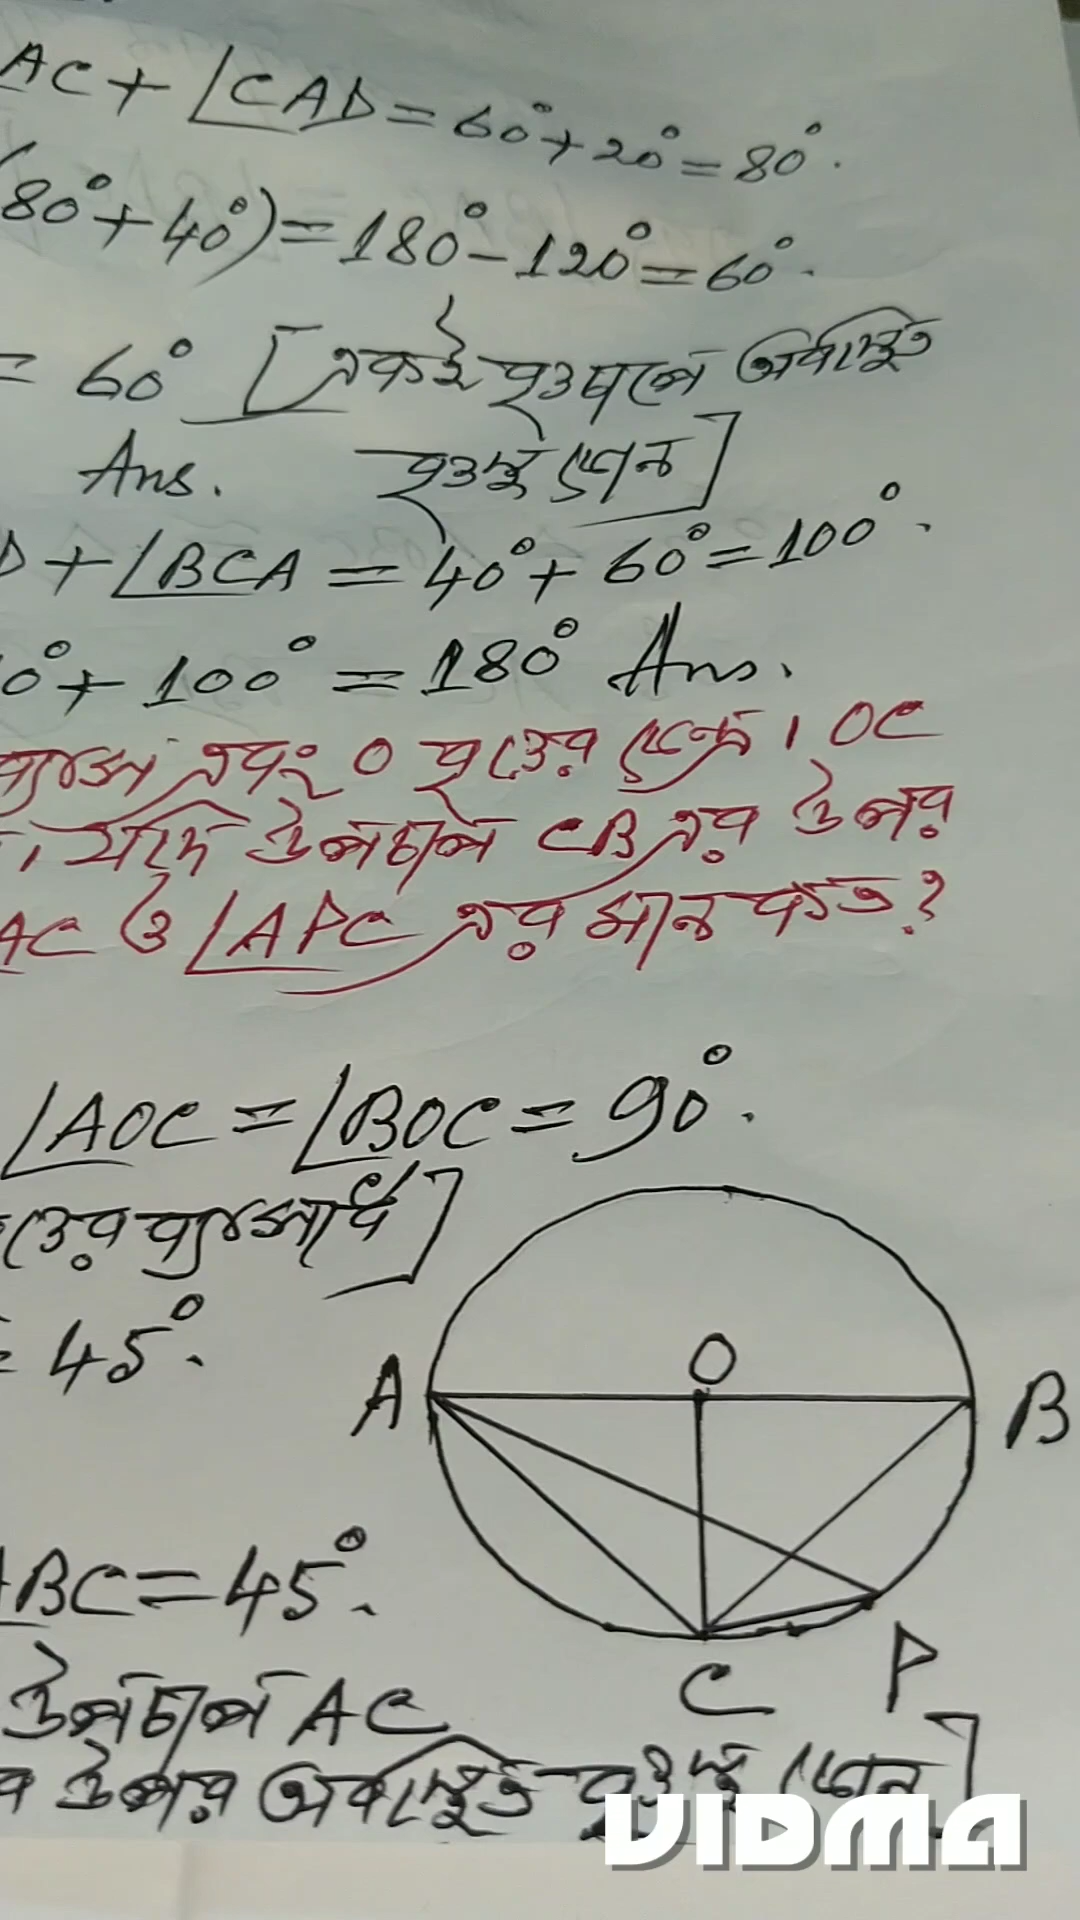 AC + ∠CAD = 60° + 20° = 80°.
80° + 40°) = 180° - 120° = 60°.
= 60° [একই বৃত্তাংশে অবস্থিত
Ans. বৃত্তস্থ কোণ]
D + ∠BCA = 40° + 60° = 100°.
0° + 100° = 180° Ans.
ব্যাস এবং O বৃত্তের কেন্দ্র। OC
। যদি উপচাপ CB এর উপর
AC ও ∠APC এর মান কত?
∠AOC = ∠BOC = 90°.
ত্তের ব্যাসার্ধ]
= 45°.
O
A
B
ABC = 45°.
C
P
উপচাপ AC
র উপর অবস্থিত বৃত্তস্থ কোণ]
VIDMA